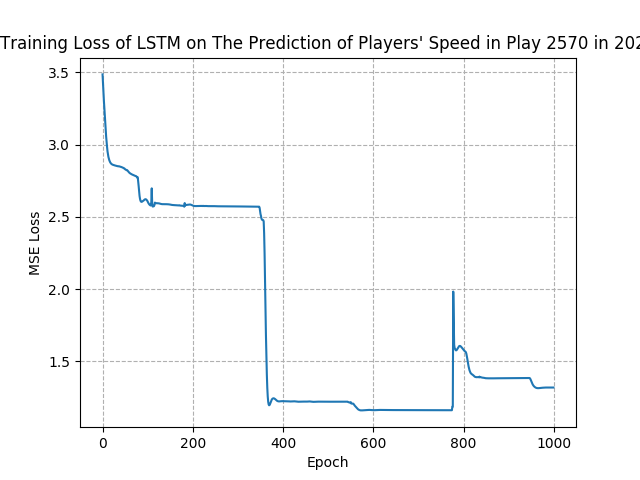 Training Loss of LSTM on The Prediction of Players' Speed in Play 2570 in 202
3.5
3.0
2.5
2.0
1.5
MSE Loss
0 200 400 600 800 1000
Epoch